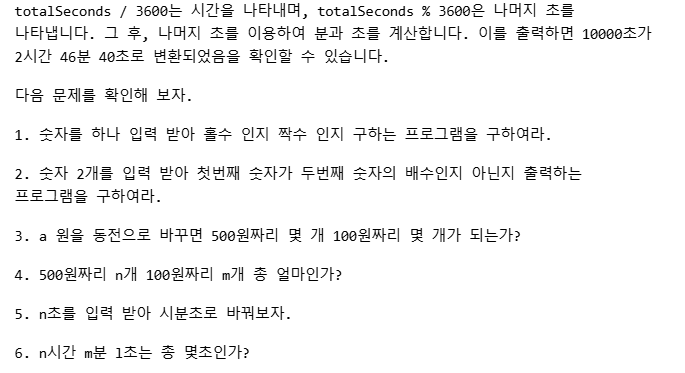 totalSeconds / 3600는 시간을 나타내며, totalSeconds % 3600은 나머지 초를
나타냅니다. 그 후, 나머지 초를 이용하여 분과 초를 계산합니다. 이를 출력하면 10000초가
2시간 46분 40초로 변환되었음을 확인할 수 있습니다.
다음 문제를 확인해 보자.
1. 숫자를 하나 입력 받아 홀수 인지 짝수 인지 구하는 프로그램을 구하여라.
2. 숫자 2개를 입력 받아 첫번째 숫자가 두번째 숫자의 배수인지 아닌지 출력하는
프로그램을 구하여라.
3. a 원을 동전으로 바꾸면 500원짜리 몇 개 100원짜리 몇 개가 되는가?
4. 500원짜리 n개 100원짜리 m개 총 얼마인가?
5. n초를 입력 받아 시분초로 바꿔보자.
6. n시간 m분 l초는 총 몇초인가?